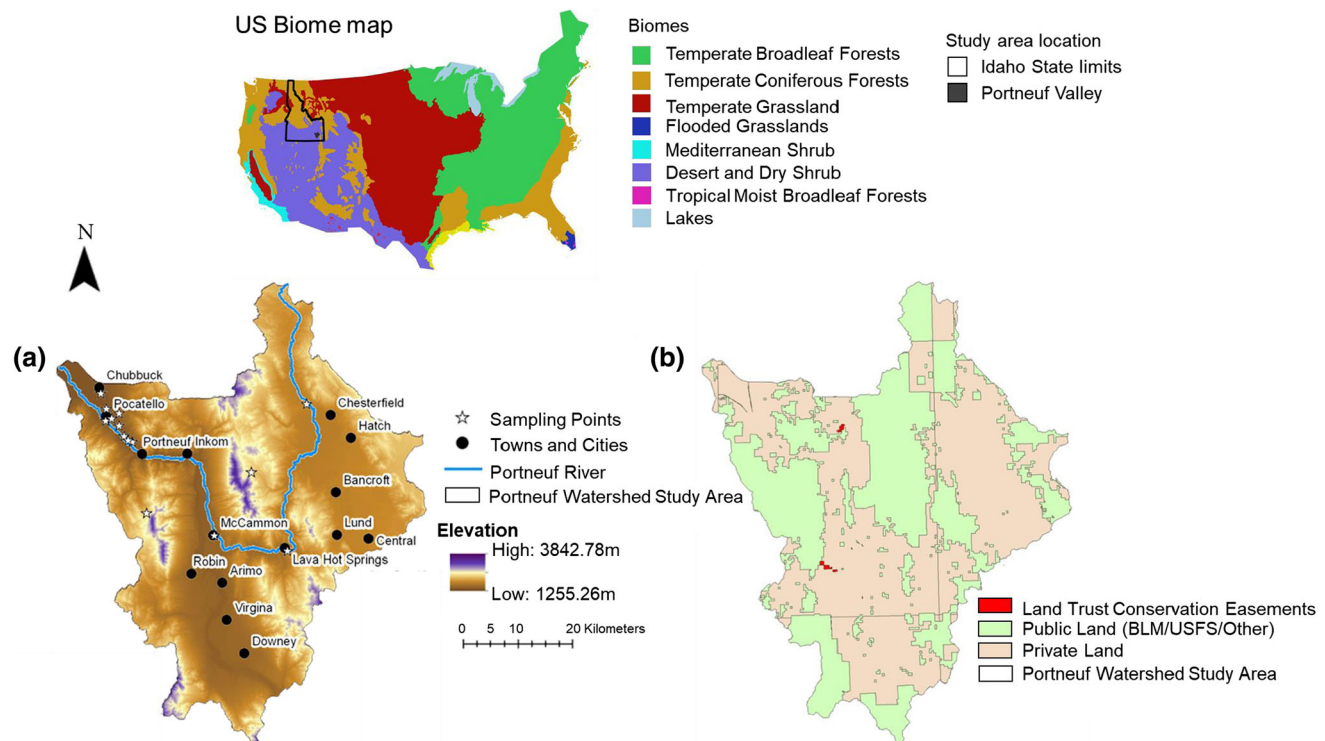 US Biome map
Biomes
Temperate Broadleaf Forests
Temperate Coniferous Forests
Temperate Grassland
Flooded Grasslands
Mediterranean Shrub
Desert and Dry Shrub
Tropical Moist Broadleaf Forests
Lakes
Study area location
Idaho State limits
Portneuf Valley
N
(a)
Chubbuck
Pocatello
Portneuf Inkom
Chesterfield
Hatch
Bancroft
McCammon
Lund
Central
Lava Hot Springs
Robin
Arimo
Virgina
Downey
Sampling Points
Towns and Cities
Portneuf River
Portneuf Watershed Study Area
Elevation
High: 3842.78m
Low: 1255.26m
0 5 10 20 Kilometers
(b)
Land Trust Conservation Easements
Public Land (BLM/USFS/Other)
Private Land
Portneuf Watershed Study Area